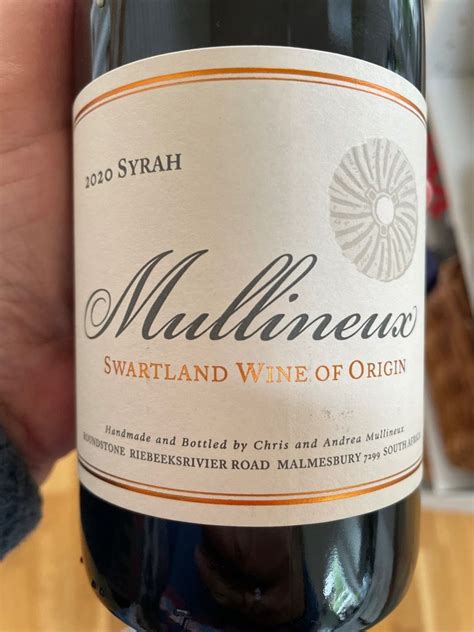 2020 SYRAH
Mullineux
SWARTLAND WINE OF ORIGIN
Handmade and Bottled by Chris and Andrea Mullineux
ROUNDSTONE RIEBEEKSRIVIER ROAD MALMESBURY 7299 SOUTH AFRICA